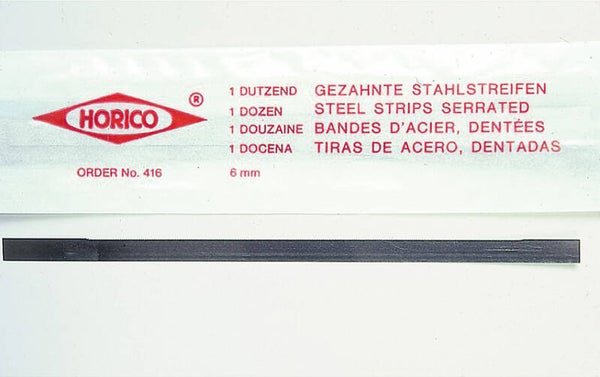 HORICO®
1 DUTZEND GEZAHNTE STAHLSTREIFEN
1 DOZEN STEEL STRIPS SERRATED
1 DOUZAINE BANDES D'ACIER, DENTÉES
1 DOCENA TIRAS DE ACERO, DENTADAS
ORDER No. 416 6 mm